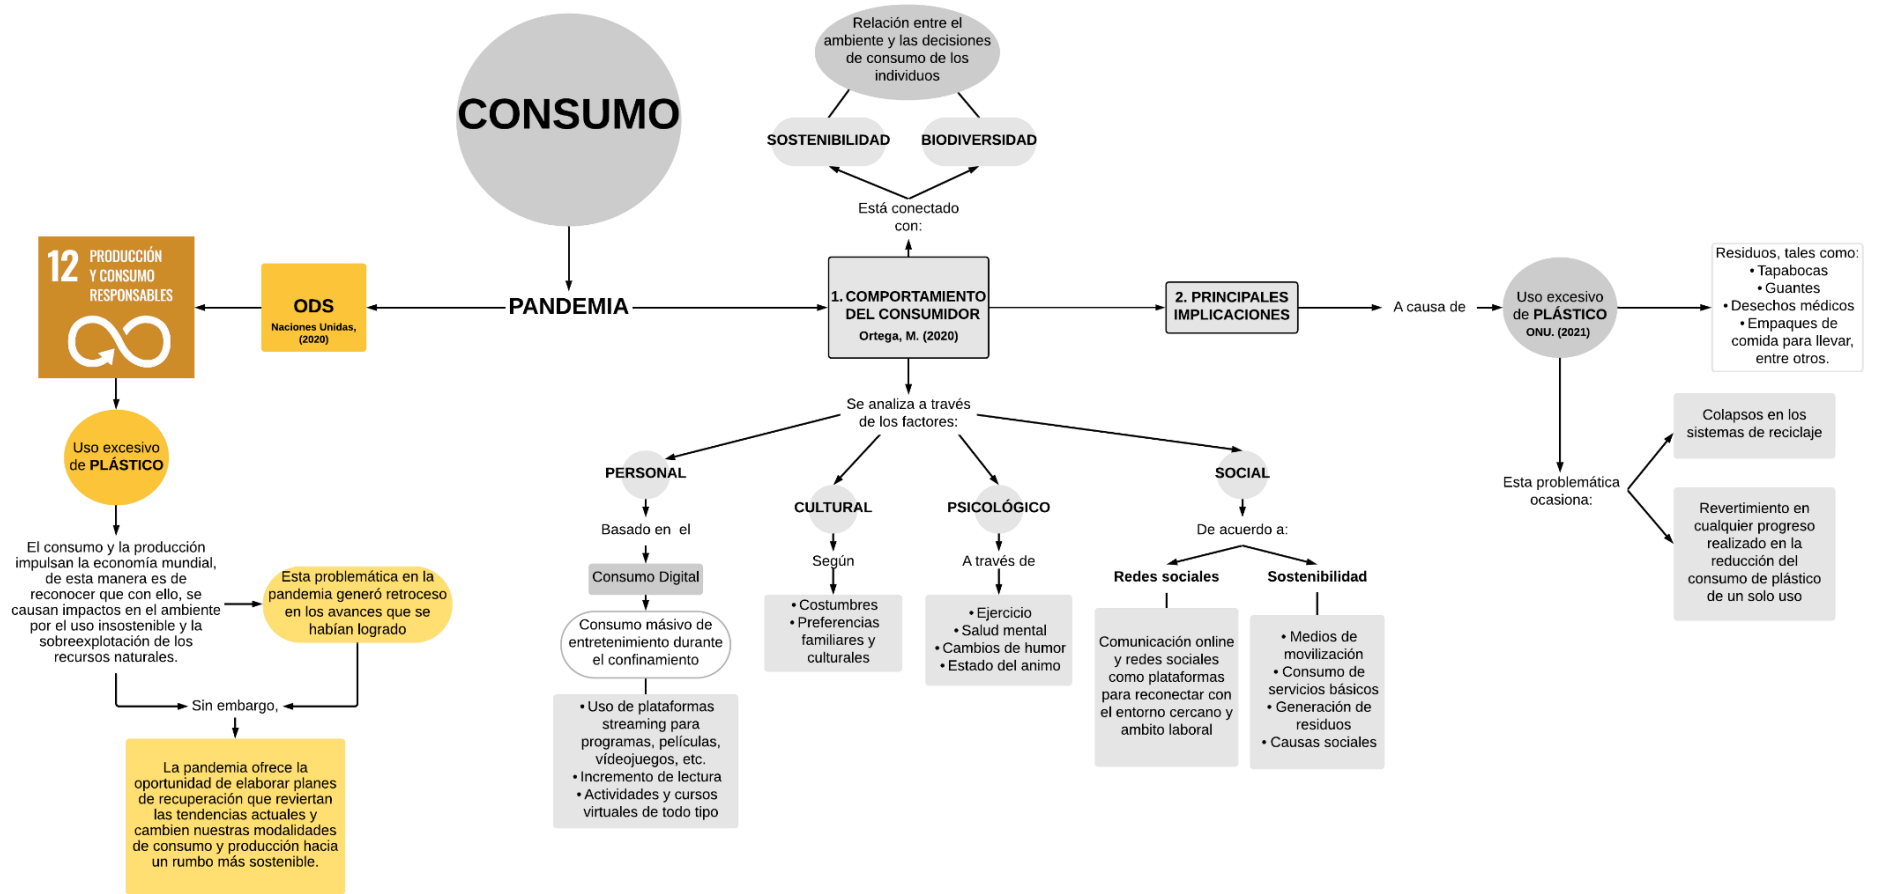 CONSUMO
Relación entre el
ambiente y las decisiones
de consumo de los
individuos
SOSTENIBILIDAD
BIODIVERSIDAD
Está conectado
con:
12 PRODUCCIÓN
Y CONSUMO
RESPONSABLES
ODS
Naciones Unidas,
(2020)
PANDEMIA
1. COMPORTAMIENTO
DEL CONSUMIDOR
Ortega, M. (2020)
2. PRINCIPALES
IMPLICACIONES
A causa de
Uso excesivo
de PLÁSTICO
ONU. (2021)
Residuos, tales como:
• Tapabocas
• Guantes
• Desechos médicos
• Empaques de
comida para llevar,
entre otros.
Uso excesivo
de PLÁSTICO
El consumo y la producción
impulsan la economía mundial,
de esta manera es de
reconocer que con ello, se
causan impactos en el ambiente
por el uso insostenible y la
sobreexplotación de los
recursos naturales.
Esta problemática en la
pandemia generó retroceso
en los avances que se
habían logrado
Sin embargo,
La pandemia ofrece la
oportunidad de elaborar planes
de recuperación que reviertan
las tendencias actuales y
cambien nuestras modalidades
de consumo y producción hacia
un rumbo más sostenible.
Se analiza a través
de los factores:
PERSONAL
Basado en el
Consumo Digital
Consumo másivo de
entretenimiento durante
el confinamiento
• Uso de plataformas
streaming para
programas, películas,
vídeojuegos, etc.
• Incremento de lectura
• Actividades y cursos
virtuales de todo tipo
CULTURAL
Según
• Costumbres
• Preferencias
familiares y
culturales
PSICOLÓGICO
A través de
• Ejercicio
• Salud mental
• Cambios de humor
• Estado del animo
SOCIAL
De acuerdo a:
Redes sociales
Comunicación online
y redes sociales
como plataformas
para reconectar con
el entorno cercano y
ambito laboral
Sostenibilidad
• Medios de
movilización
• Consumo de
servicios básicos
• Generación de
residuos
• Causas sociales
Esta problemática
ocasiona:
Colapsos en los
sistemas de reciclaje
Revertimiento en
cualquier progreso
realizado en la
reducción del
consumo de plástico
de un solo uso